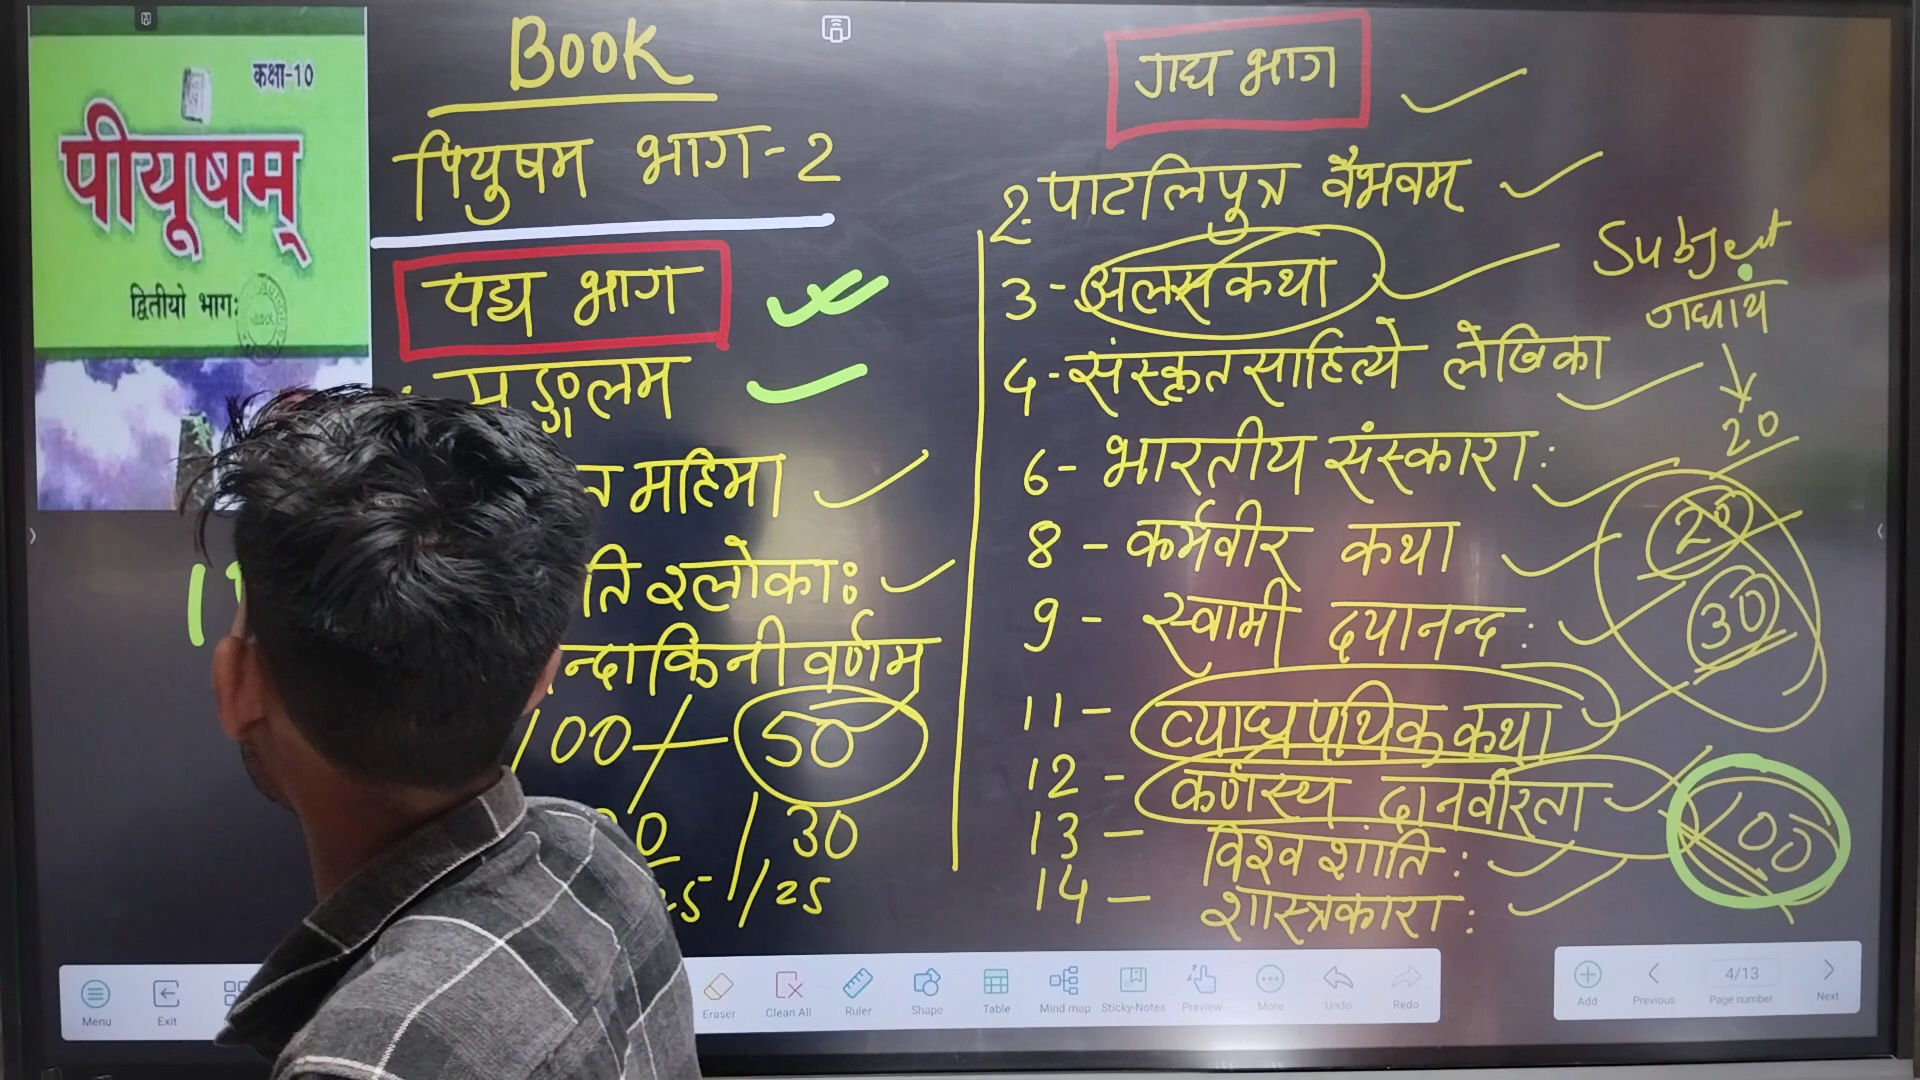 कक्षा-10
पीयूषम्
द्वितीयो भागः
Book
पियुषम भाग-2
पद्य भाग
मङ्गलम
महिमा
ति श्लोकाः
न्दाकिनी वर्णम्
100 / 50
/ 30
25 / 25
गद्य भाग
2- पाटलिपुत्र वैभवम्
3- अलसकथा
4- संस्कृतसाहित्ये लेखिका
6- भारतीय संस्काराः
8 - कर्मवीर कथा
9 - स्वामी दयानन्दः
11 - व्याघ्रपथिक कथा
12 - कर्णस्य दानवीरता
13 - विश्व शांतिः
14 - शास्त्रकाराः
Subject
गद्यांय
20
20
30
100
Menu
Exit
Eraser
Clean All
Ruler
Shape
Table
Mind map
Sticky-Notes
Preview
More
Undo
Redo
Add
Previous
4/13
Page number
Next